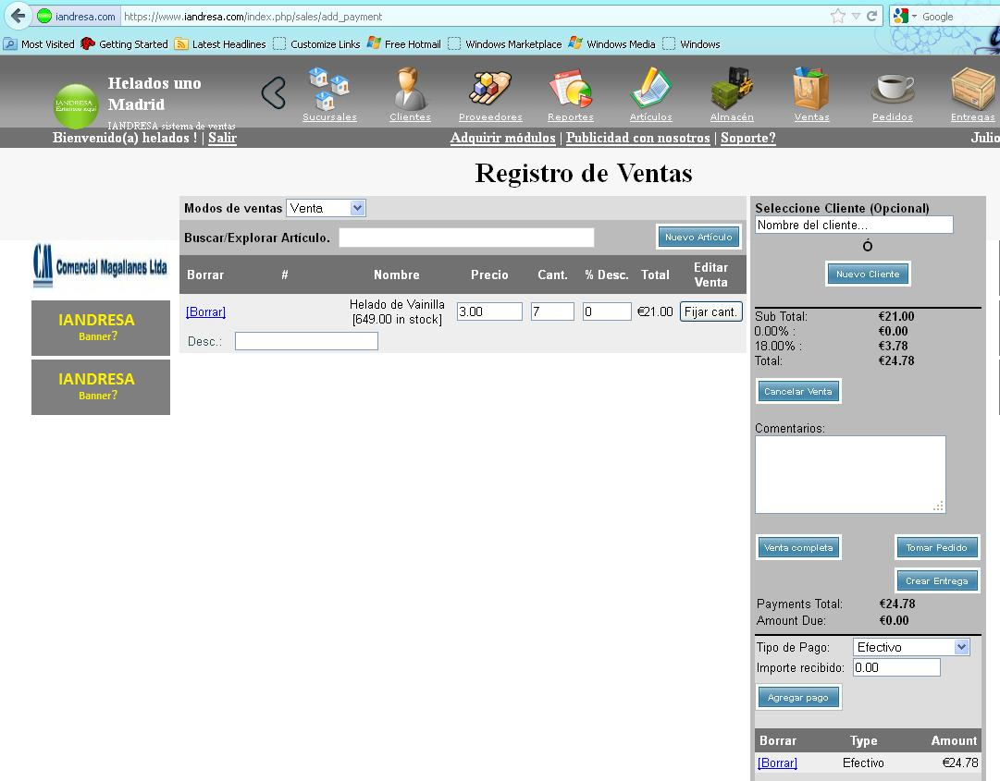 iandresa.com
https://www.iandresa.com/index.php/sales/add_payment
Google
Most Visited Getting Started Latest Headlines Customize Links Free Hotmail Windows Marketplace Windows Media Windows
IANDRESA
Estamos aquí
Helados uno
Madrid
IANDRESA sistema de ventas
Sucursales Clientes Proveedores Reportes Artículos Almacén Ventas Pedidos Entregas
Bienvenido(a) helados ! | Salir
Adquirir módulos | Publicidad con nosotros | Soporte?
Julio
Registro de Ventas
Modos de ventas Venta
Buscar/Explorar Artículo. Nuevo Artículo
Borrar # Nombre Precio Cant. % Desc. Total Editar Venta
[Borrar] Helado de Vainilla 3.00 7 0 €21.00 Fijar cant.
[649.00 in stock]
Desc.:
CM Comercial Magallanes Ltda
IANDRESA
Banner?
IANDRESA
Banner?
Seleccione Cliente (Opcional)
Nombre del cliente...
Ó
Nuevo Cliente
Sub Total: €21.00
0.00% : €0.00
18.00% : €3.78
Total: €24.78
Cancelar Venta
Comentarios:
Venta completa Tomar Pedido
Crear Entrega
Payments Total: €24.78
Amount Due: €0.00
Tipo de Pago: Efectivo
Importe recibido: 0.00
Agregar pago
Borrar Type Amount
[Borrar] Efectivo €24.78